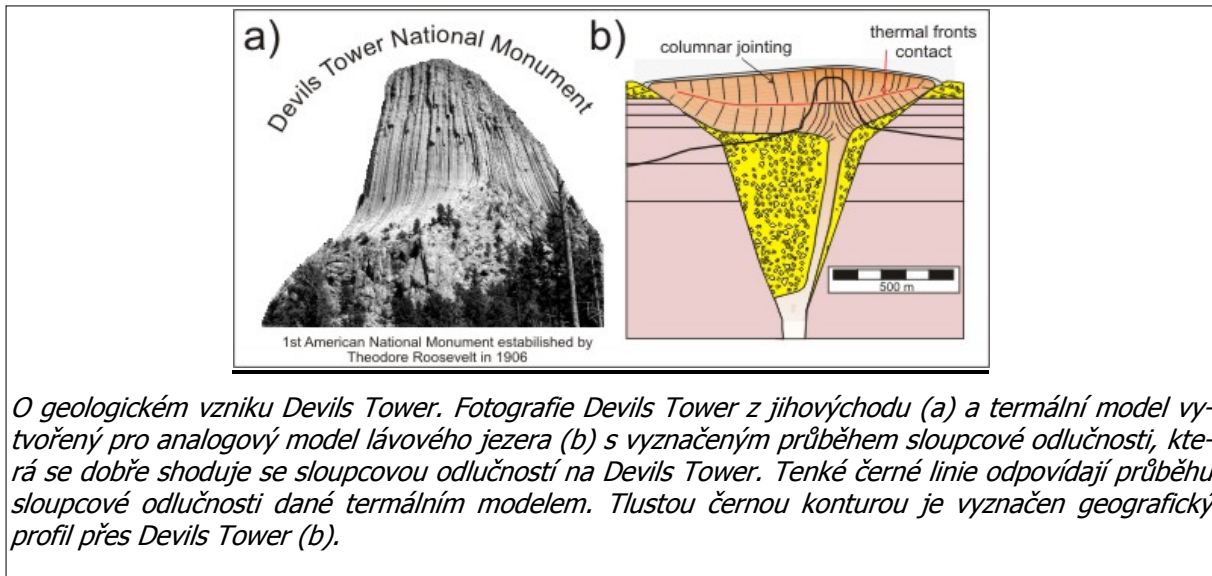 a)
Devils Tower National Monument
1st American National Monument estabilished by
Theodore Roosevelt in 1906
b)
columnar jointing
thermal fronts
contact
500 m
O geologickém vzniku Devils Tower. Fotografie Devils Tower z jihovýchodu (a) a termální model vy-
tvořený pro analogový model lávového jezera (b) s vyznačeným průběhem sloupcové odlučnosti, kte-
rá se dobře shoduje se sloupcovou odlučností na Devils Tower. Tenké černé linie odpovídají průběhu
sloupcové odlučnosti dané termálním modelem. Tlustou černou konturou je vyznačen geografický
profil přes Devils Tower (b).